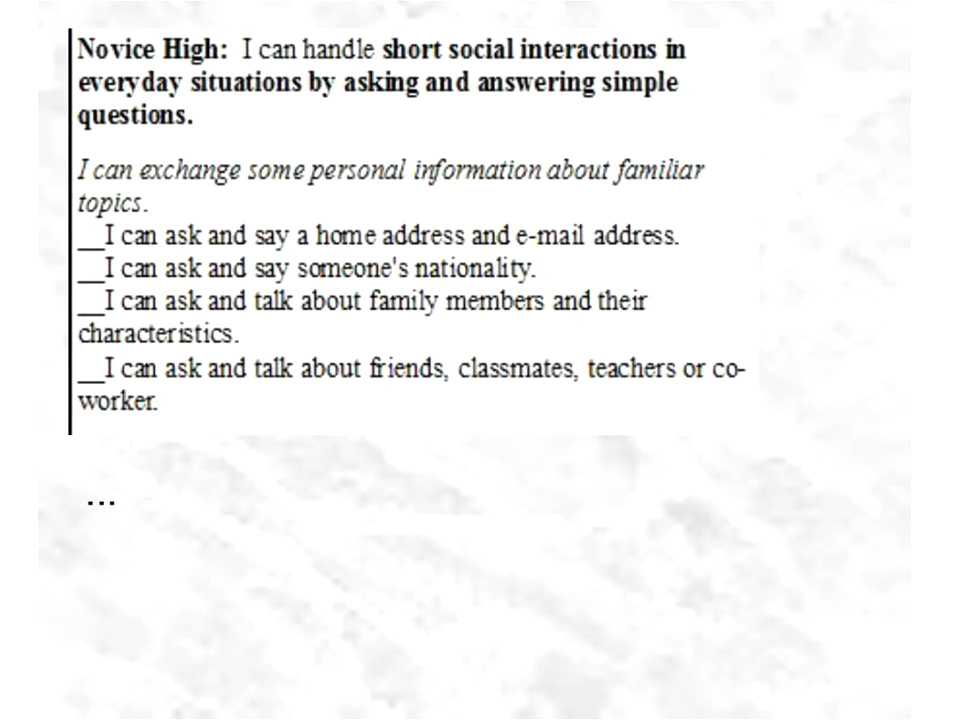 Novice High: I can handle short social interactions in
everyday situations by asking and answering simple
questions.
I can exchange some personal information about familiar
topics.
__I can ask and say a home address and e-mail address.
__I can ask and say someone's nationality.
__I can ask and talk about family members and their
characteristics.
__I can ask and talk about friends, classmates, teachers or co-
worker.
...